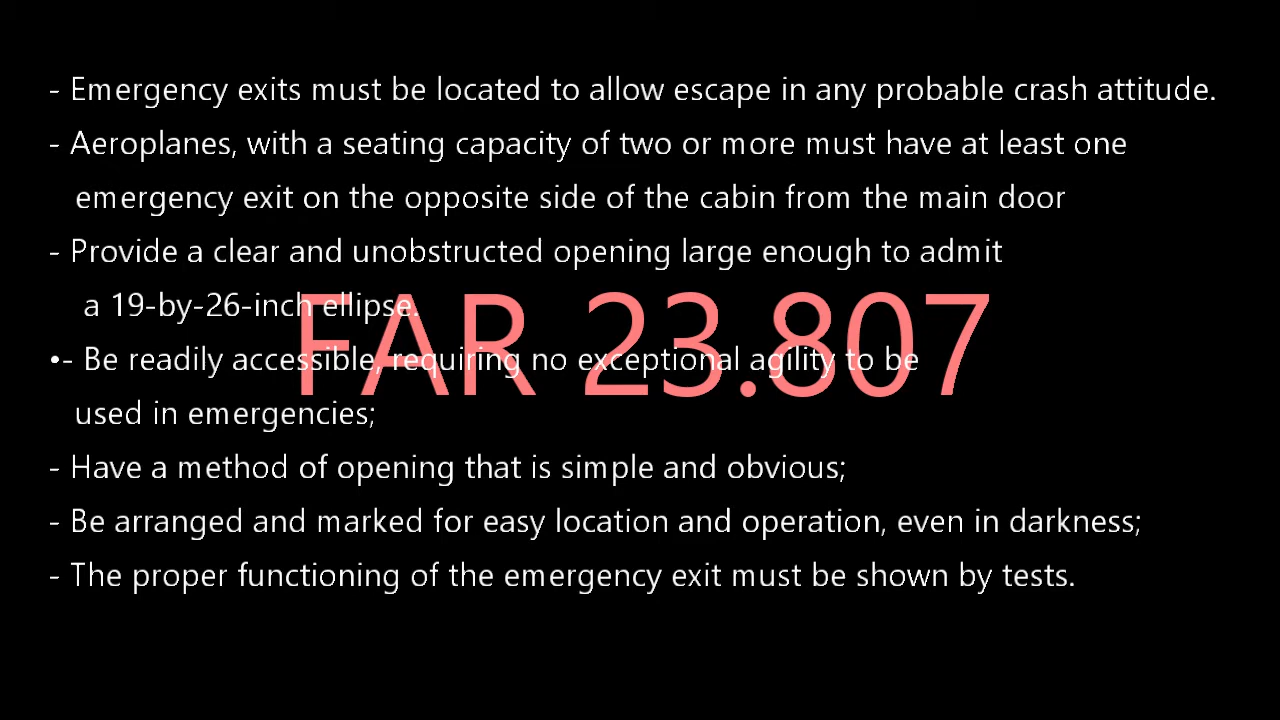 - Emergency exits must be located to allow escape in any probable crash attitude.
- Aeroplanes, with a seating capacity of two or more must have at least one
emergency exit on the opposite side of the cabin from the main door
- Provide a clear and unobstructed opening large enough to admit
a 19-by-26-inch ellipse.
FAR 23.807
•- Be readily accessible, requiring no exceptional agility to be
used in emergencies;
- Have a method of opening that is simple and obvious;
- Be arranged and marked for easy location and operation, even in darkness;
- The proper functioning of the emergency exit must be shown by tests.